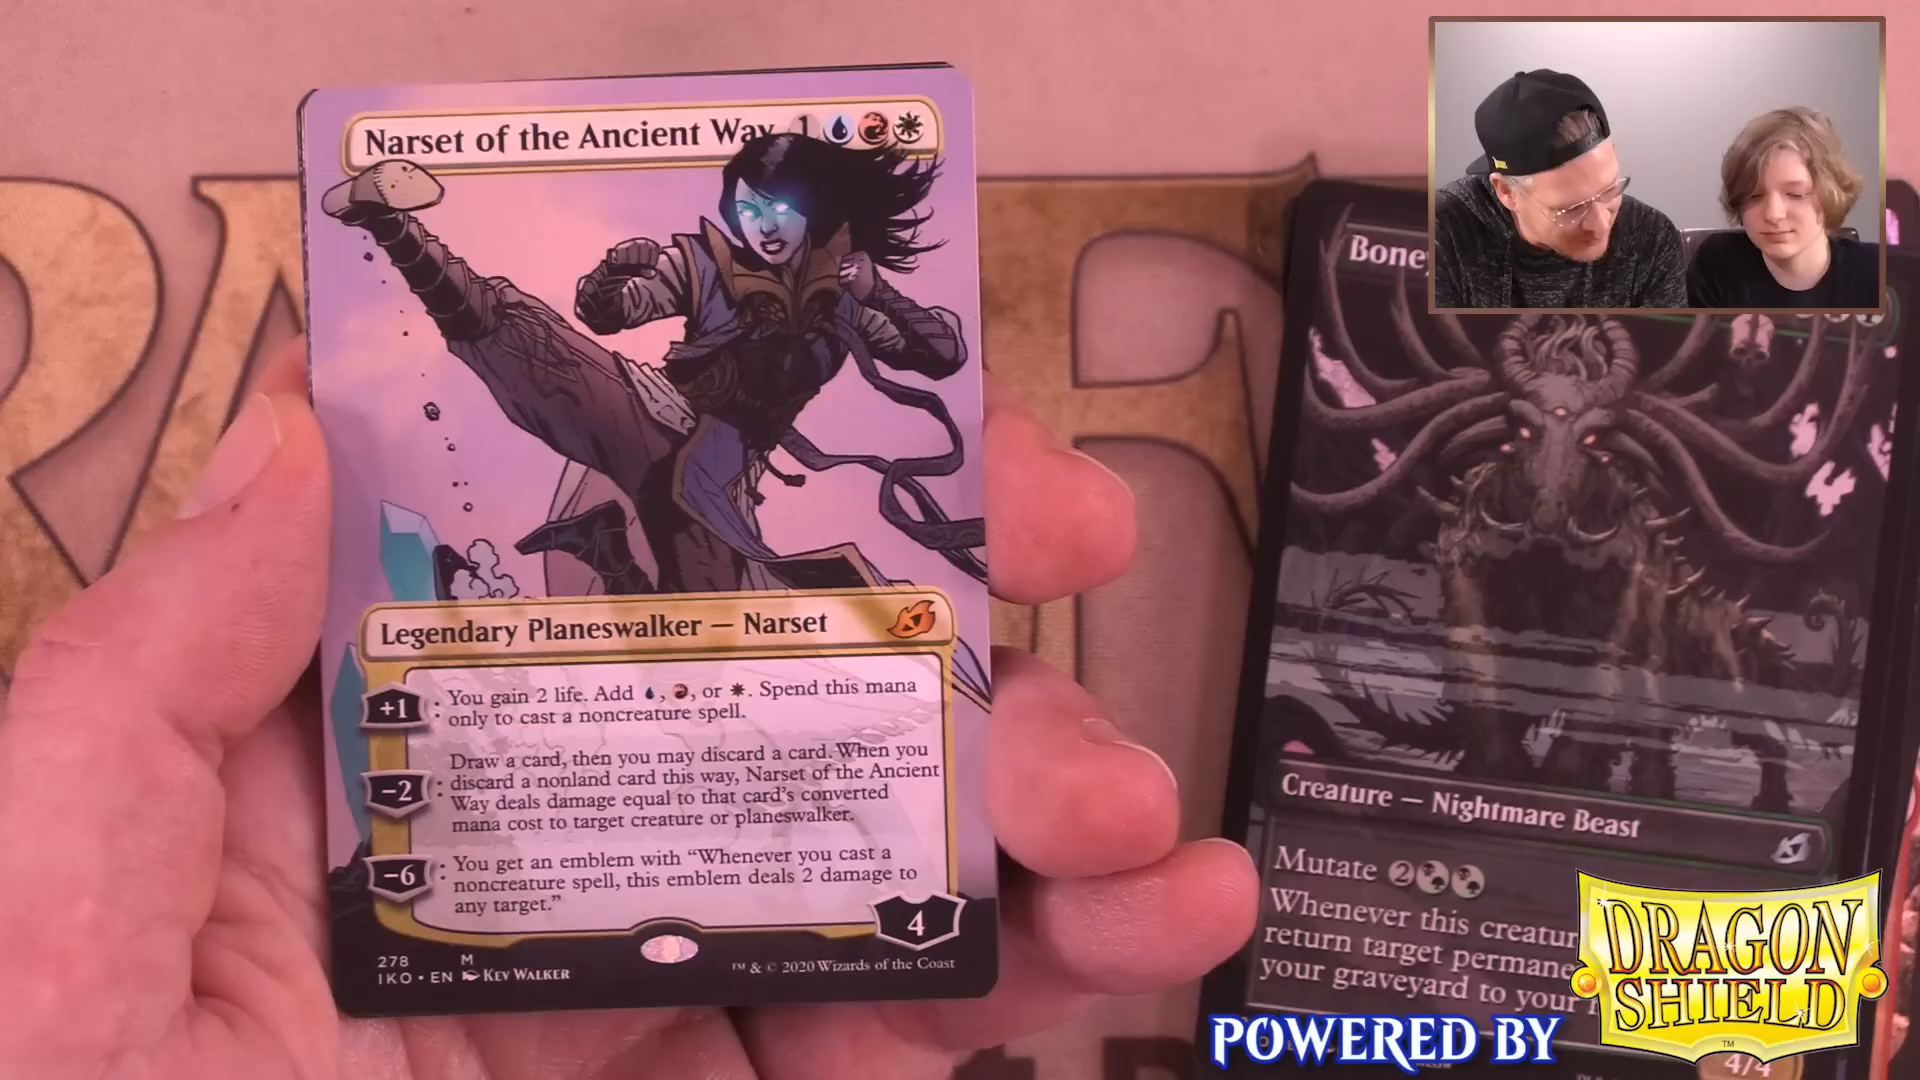 Narset of the Ancient Way 1
Legendary Planeswalker — Narset
+1 : You gain 2 life. Add , , or . Spend this mana
only to cast a noncreature spell.
Draw a card, then you may discard a card. When you
−2 : discard a nonland card this way, Narset of the Ancient
Way deals damage equal to that card's converted
mana cost to target creature or planeswalker.
−6 : You get an emblem with “Whenever you cast a
noncreature spell, this emblem deals 2 damage to
any target.”
4
278 M
IKO • EN KEV WALKER
™ & © 2020 Wizards of the Coast
Creature — Nightmare Beast
Mutate 2
Whenever this
return target
your graveyard to your
4/4
POWERED BY
DRAGON
SHIELD
™